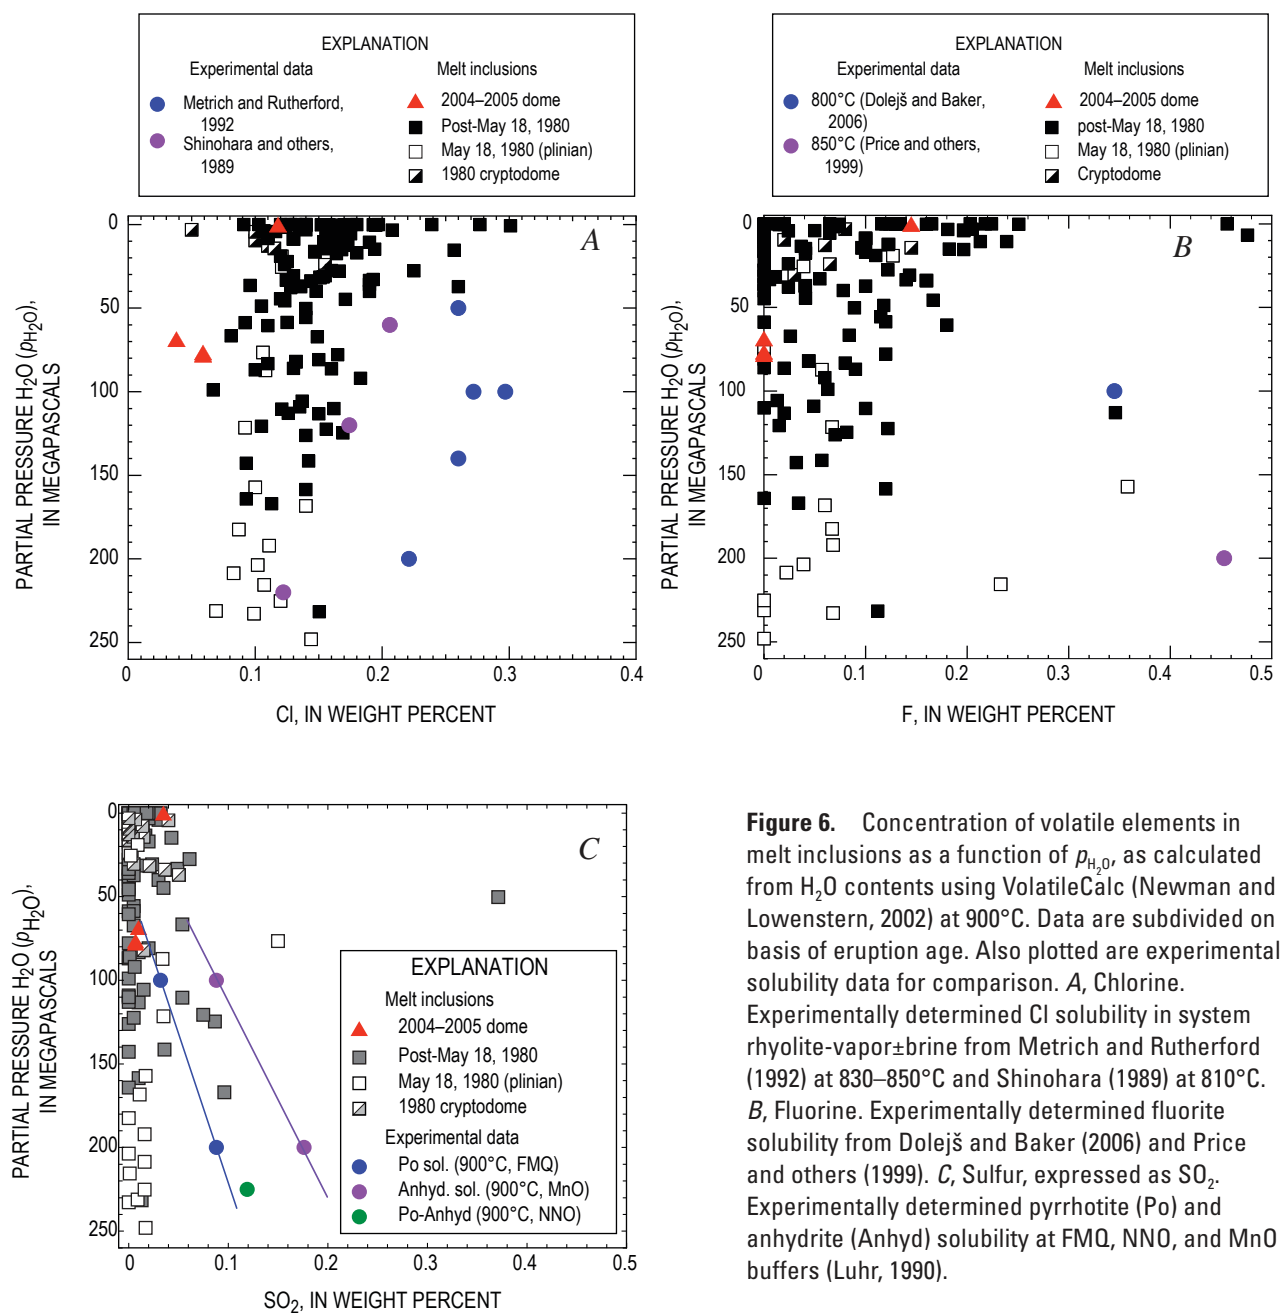 EXPLANATION
Experimental data
Metrich and Rutherford,
1992
Shinohara and others,
1989
Melt inclusions
2004–2005 dome
Post-May 18, 1980
May 18, 1980 (plinian)
1980 cryptodome
EXPLANATION
Experimental data
800°C (Dolejš and Baker,
2006)
850°C (Price and others,
1999)
Melt inclusions
2004–2005 dome
post-May 18, 1980
May 18, 1980 (plinian)
Cryptodome
A
0
50
100
150
200
250
PARTIAL PRESSURE H2O (pH2O),
IN MEGAPASCALS
0 0.1 0.2 0.3 0.4
Cl, IN WEIGHT PERCENT
B
0
50
100
150
200
250
PARTIAL PRESSURE H2O (pH2O),
IN MEGAPASCALS
0 0.1 0.2 0.3 0.4 0.5
F, IN WEIGHT PERCENT
C
0
50
100
150
200
250
PARTIAL PRESSURE H2O (pH2O),
IN MEGAPASCALS
EXPLANATION
Melt inclusions
2004–2005 dome
Post-May 18, 1980
May 18, 1980 (plinian)
1980 cryptodome
Experimental data
Po sol. (900°C, FMQ)
Anhyd. sol. (900°C, MnO)
Po-Anhyd (900°C, NNO)
0 0.1 0.2 0.3 0.4 0.5
SO2, IN WEIGHT PERCENT
Figure 6. Concentration of volatile elements in
melt inclusions as a function of pH2O, as calculated
from H2O contents using VolatileCalc (Newman and
Lowenstern, 2002) at 900°C. Data are subdivided on
basis of eruption age. Also plotted are experimental
solubility data for comparison. A, Chlorine.
Experimentally determined Cl solubility in system
rhyolite-vapor±brine from Metrich and Rutherford
(1992) at 830–850°C and Shinohara (1989) at 810°C.
B, Fluorine. Experimentally determined fluorite
solubility from Dolejš and Baker (2006) and Price
and others (1999). C, Sulfur, expressed as SO2.
Experimentally determined pyrrhotite (Po) and
anhydrite (Anhyd) solubility at FMQ, NNO, and MnO
buffers (Luhr, 1990).